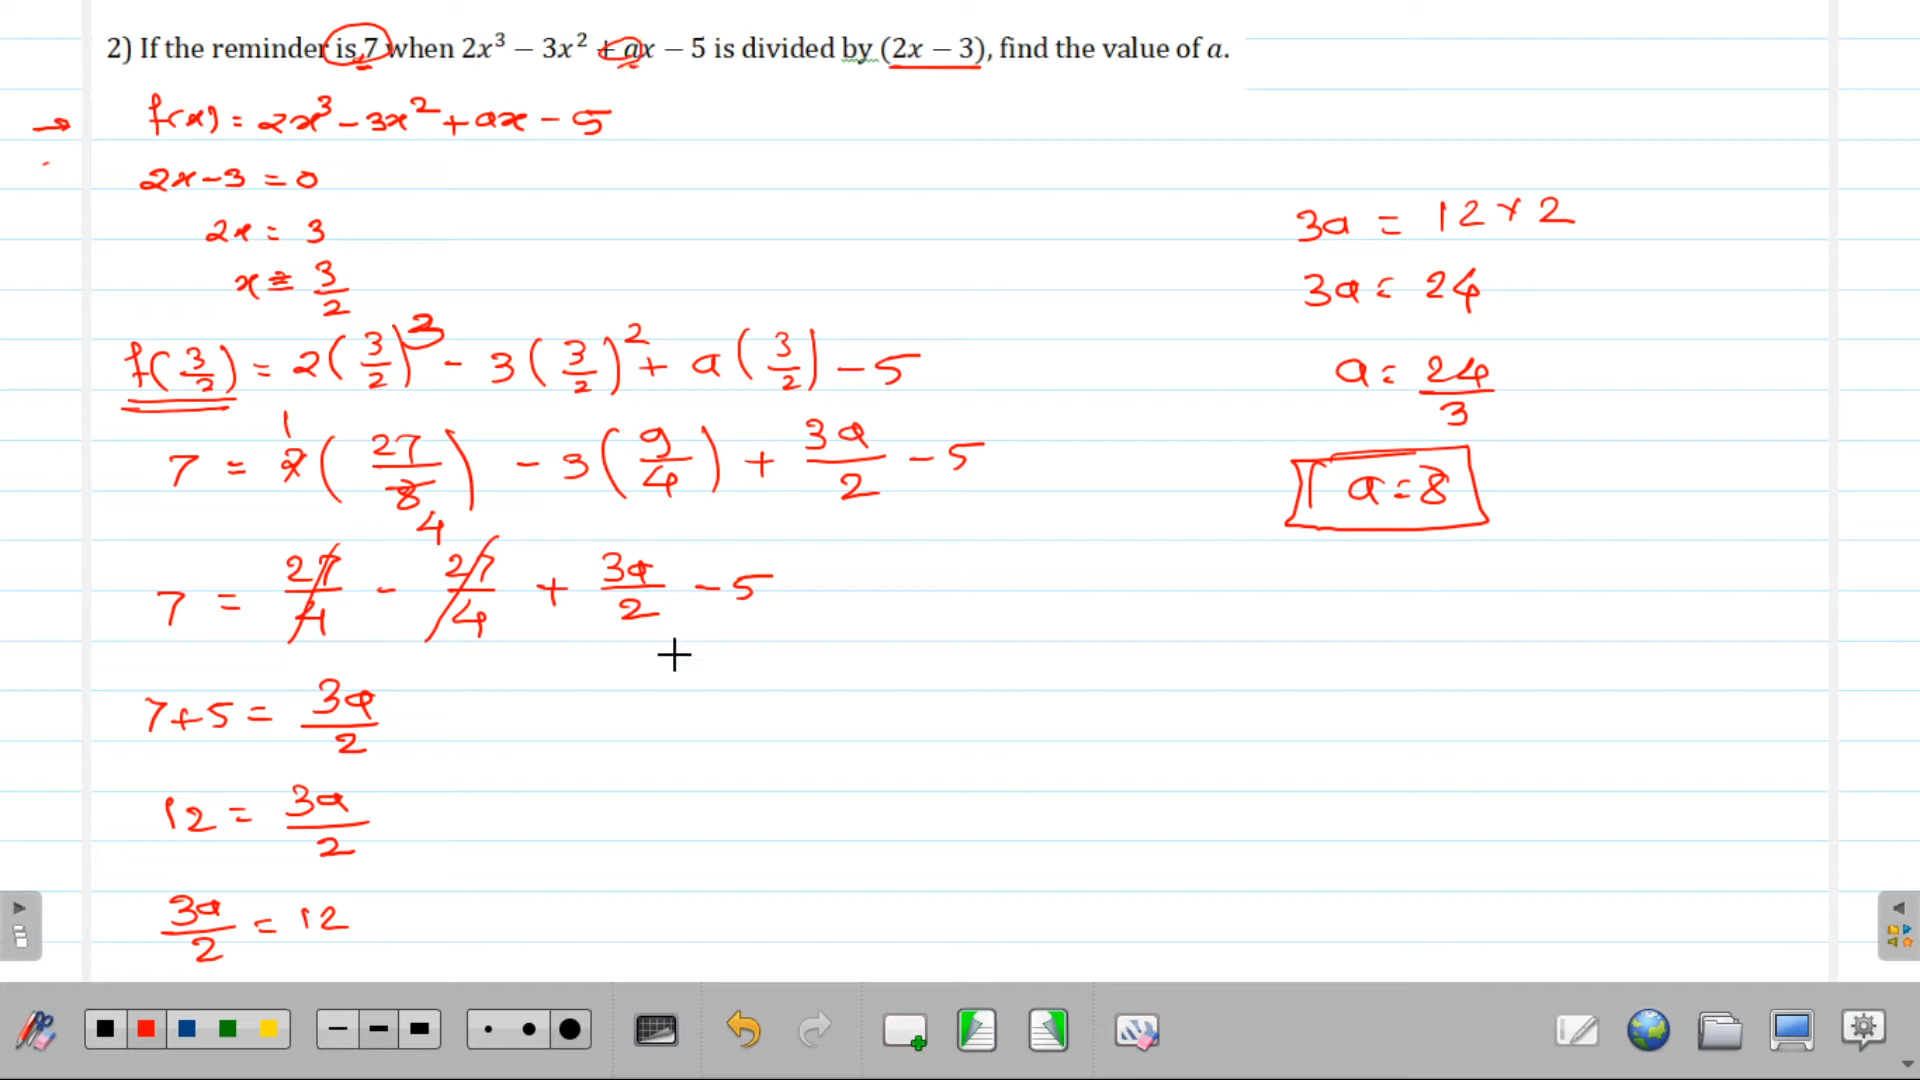 2) If the reminder is 7 when 2x³ − 3x² + ax − 5 is divided by (2x − 3), find the value of a.
f(x) = 2x³ − 3x² + ax − 5
2x − 3 = 0
2x = 3
x = 3/2
f(3/2) = 2(3/2)³ − 3(3/2)² + a(3/2) − 5
7 = 2(27/8) − 3(9/4) + 3a/2 − 5
1
4
7 = 27/4 − 27/4 + 3a/2 − 5
7 + 5 = 3a/2
12 = 3a/2
3a/2 = 12
3a = 12 × 2
3a = 24
a = 24/3
a = 8